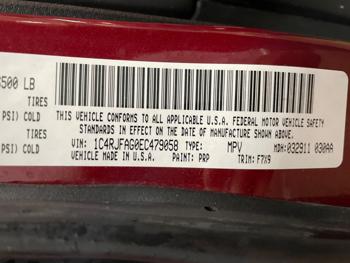 6500 LB
TIRES
PSI) COLD
TIRES
PSI) COLD
THIS VEHICLE CONFORMS TO ALL APPLICABLE U.S.A. FEDERAL MOTOR VEHICLE SAFETY
STANDARDS IN EFFECT ON THE DATE OF MANUFACTURE SHOWN ABOVE.
VIN: 1C4RJFAG0EC479058 TYPE: MPV MDH: 032911 030AA
VEHICLE MADE IN U.S.A. PAINT: PRP TRIM: F7X9